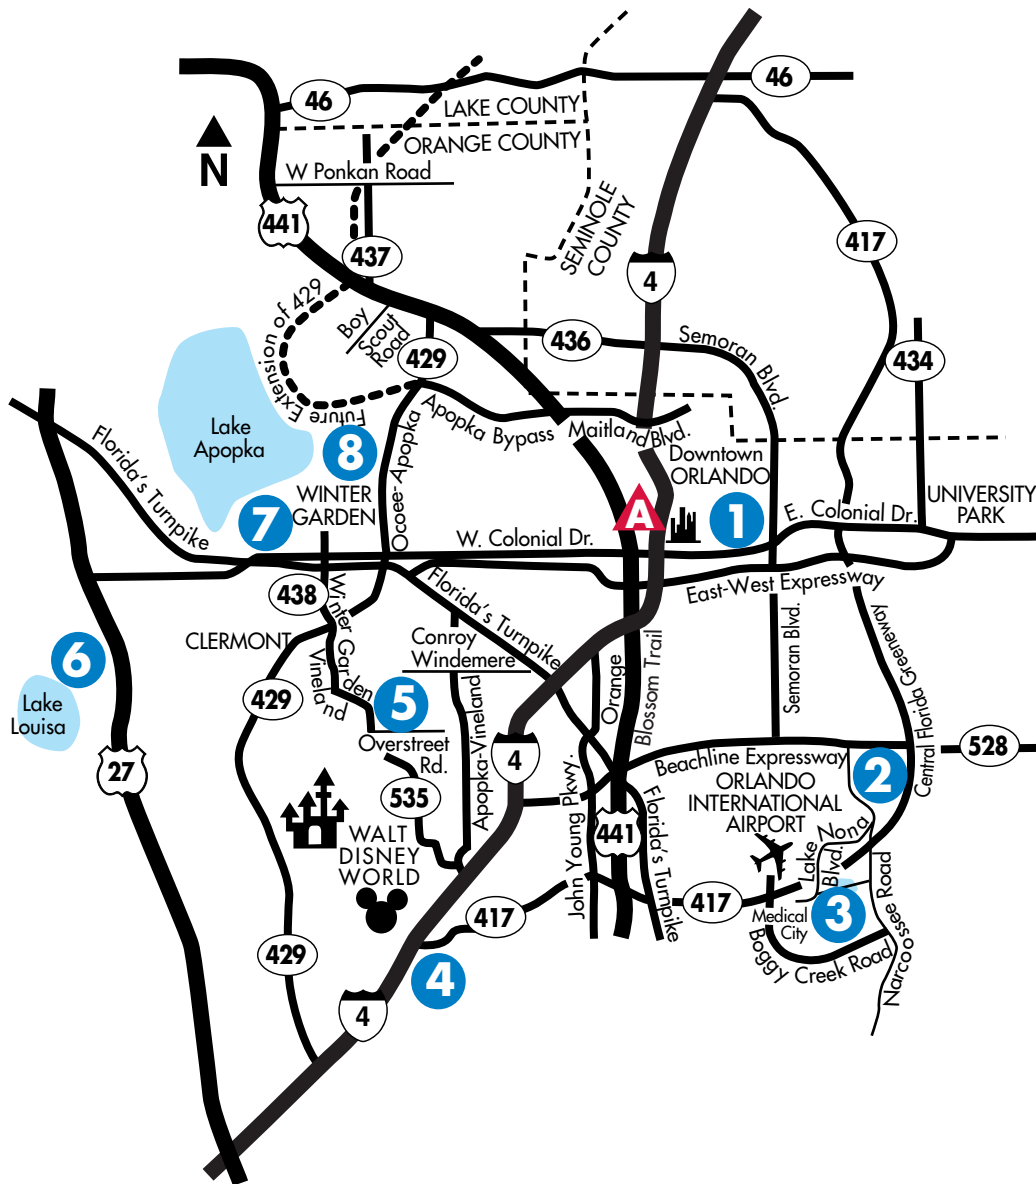 46
46
LAKE COUNTY
ORANGE COUNTY
N
W Ponkan Road
SEMINOLE
COUNTY
441
417
437
4
Future Extension of 429
Boy
Scout
Road
436
Semoran Blvd.
429
434
Lake
Apopka
Apopka Bypass
Maitland Blvd.
Florida's Turnpike
8
Ocoee-Apopka
Downtown
ORLANDO
7
WINTER
GARDEN
A
1
E. Colonial Dr.
UNIVERSITY
PARK
W. Colonial Dr.
East-West Expressway
438
Florida's Turnpike
Winter Garden
Vineland
CLERMONT
Conroy
Windemere
6
Lake
Louisa
429
5
Orange
Blossom Trail
Semoran Blvd.
Central Florida Greeneway
Overstreet
Rd.
Apopka-Vineland
4
Beachline Expressway
528
27
535
John Young Pkwy.
ORLANDO
INTERNATIONAL
AIRPORT
2
WALT
DISNEY
WORLD
441
Florida's Turnpike
Lake Nona
Blvd.
Narcoossee Road
417
417
Medical
City
3
Boggy Creek Road
429
4
4